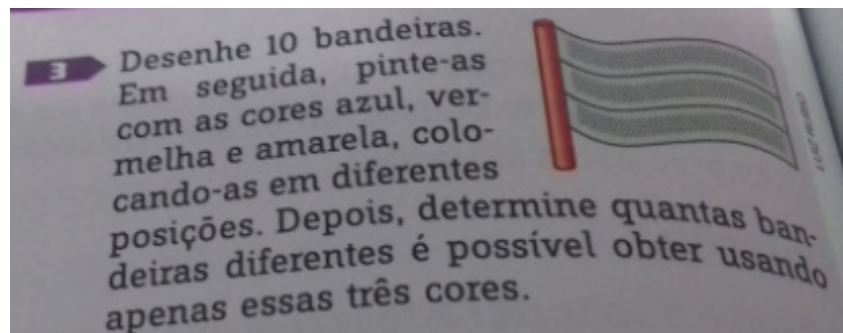 3 Desenhe 10 bandeiras.
Em seguida, pinte-as
com as cores azul, ver-
melha e amarela, colo-
cando-as em diferentes
posições. Depois, determine quantas ban-
deiras diferentes é possível obter usando
apenas essas três cores.